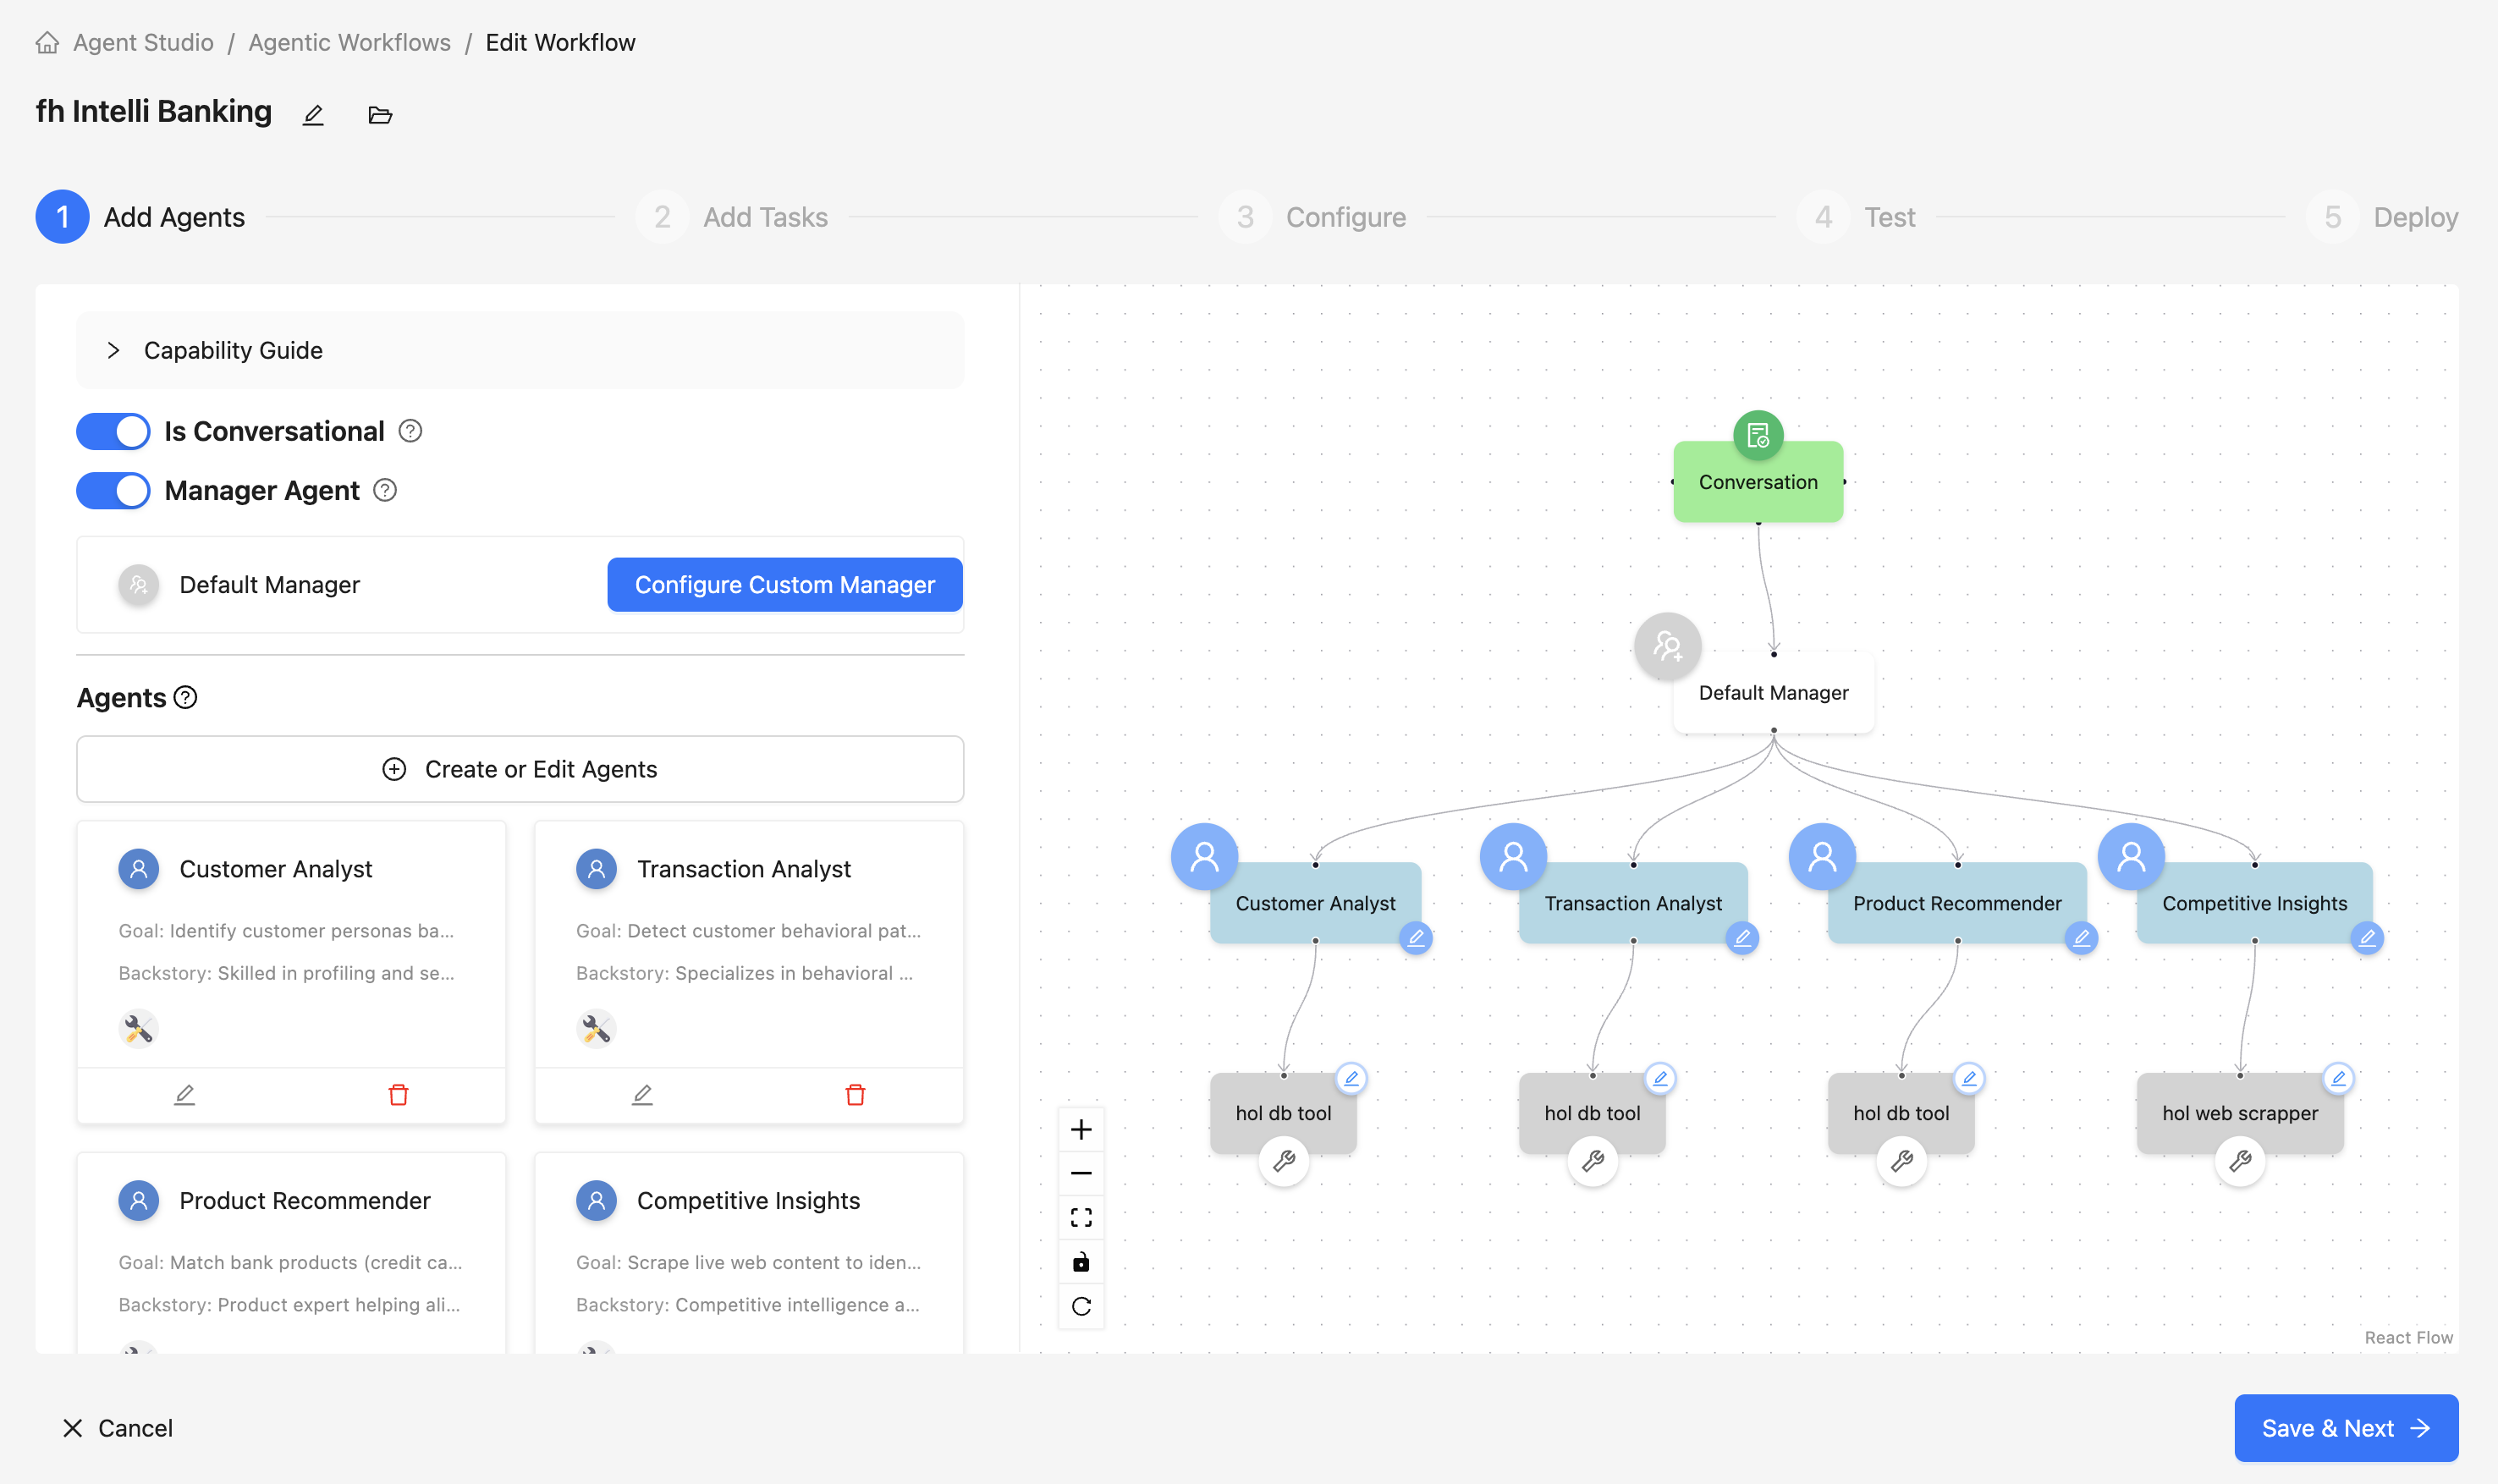 Agent Studio / Agentic Workflows / Edit Workflow
fh Intelli Banking
1 Add Agents
2 Add Tasks
3 Configure
4 Test
5 Deploy
Capability Guide
Is Conversational
Manager Agent
Default Manager
Configure Custom Manager
Agents
Create or Edit Agents
Customer Analyst
Goal: Identify customer personas ba...
Backstory: Skilled in profiling and se...
Transaction Analyst
Goal: Detect customer behavioral pat...
Backstory: Specializes in behavioral ...
Product Recommender
Goal: Match bank products (credit ca...
Backstory: Product expert helping ali...
Competitive Insights
Goal: Scrape live web content to iden...
Backstory: Competitive intelligence a...
Conversation
Default Manager
Customer Analyst
Transaction Analyst
Product Recommender
Competitive Insights
hol db tool
hol db tool
hol db tool
hol web scrapper
React Flow
Cancel
Save & Next